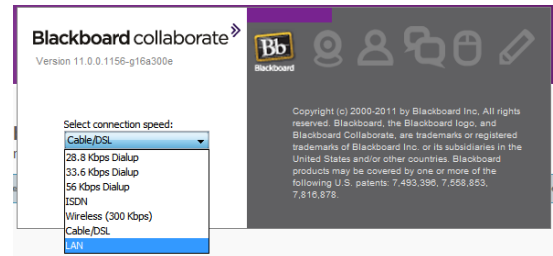 Blackboard collaborate»
Version 11.0.0.1156-g16a300e
Bb
Blackboard
Select connection speed:
Cable/DSL
28.8 Kbps Dialup
33.6 Kbps Dialup
56 Kbps Dialup
ISDN
Wireless (300 Kbps)
Cable/DSL
LAN
Copyright (c) 2000-2011 by Blackboard Inc, All rights
reserved. Blackboard, the Blackboard logo, and
Blackboard Collaborate, are trademarks or registered
trademarks of Blackboard Inc. or its subsidiaries in the
United States and/or other countries. Blackboard
products may be covered by one or more of the
following U.S. patents: 7,493,396, 7,558,853,
7,816,878.